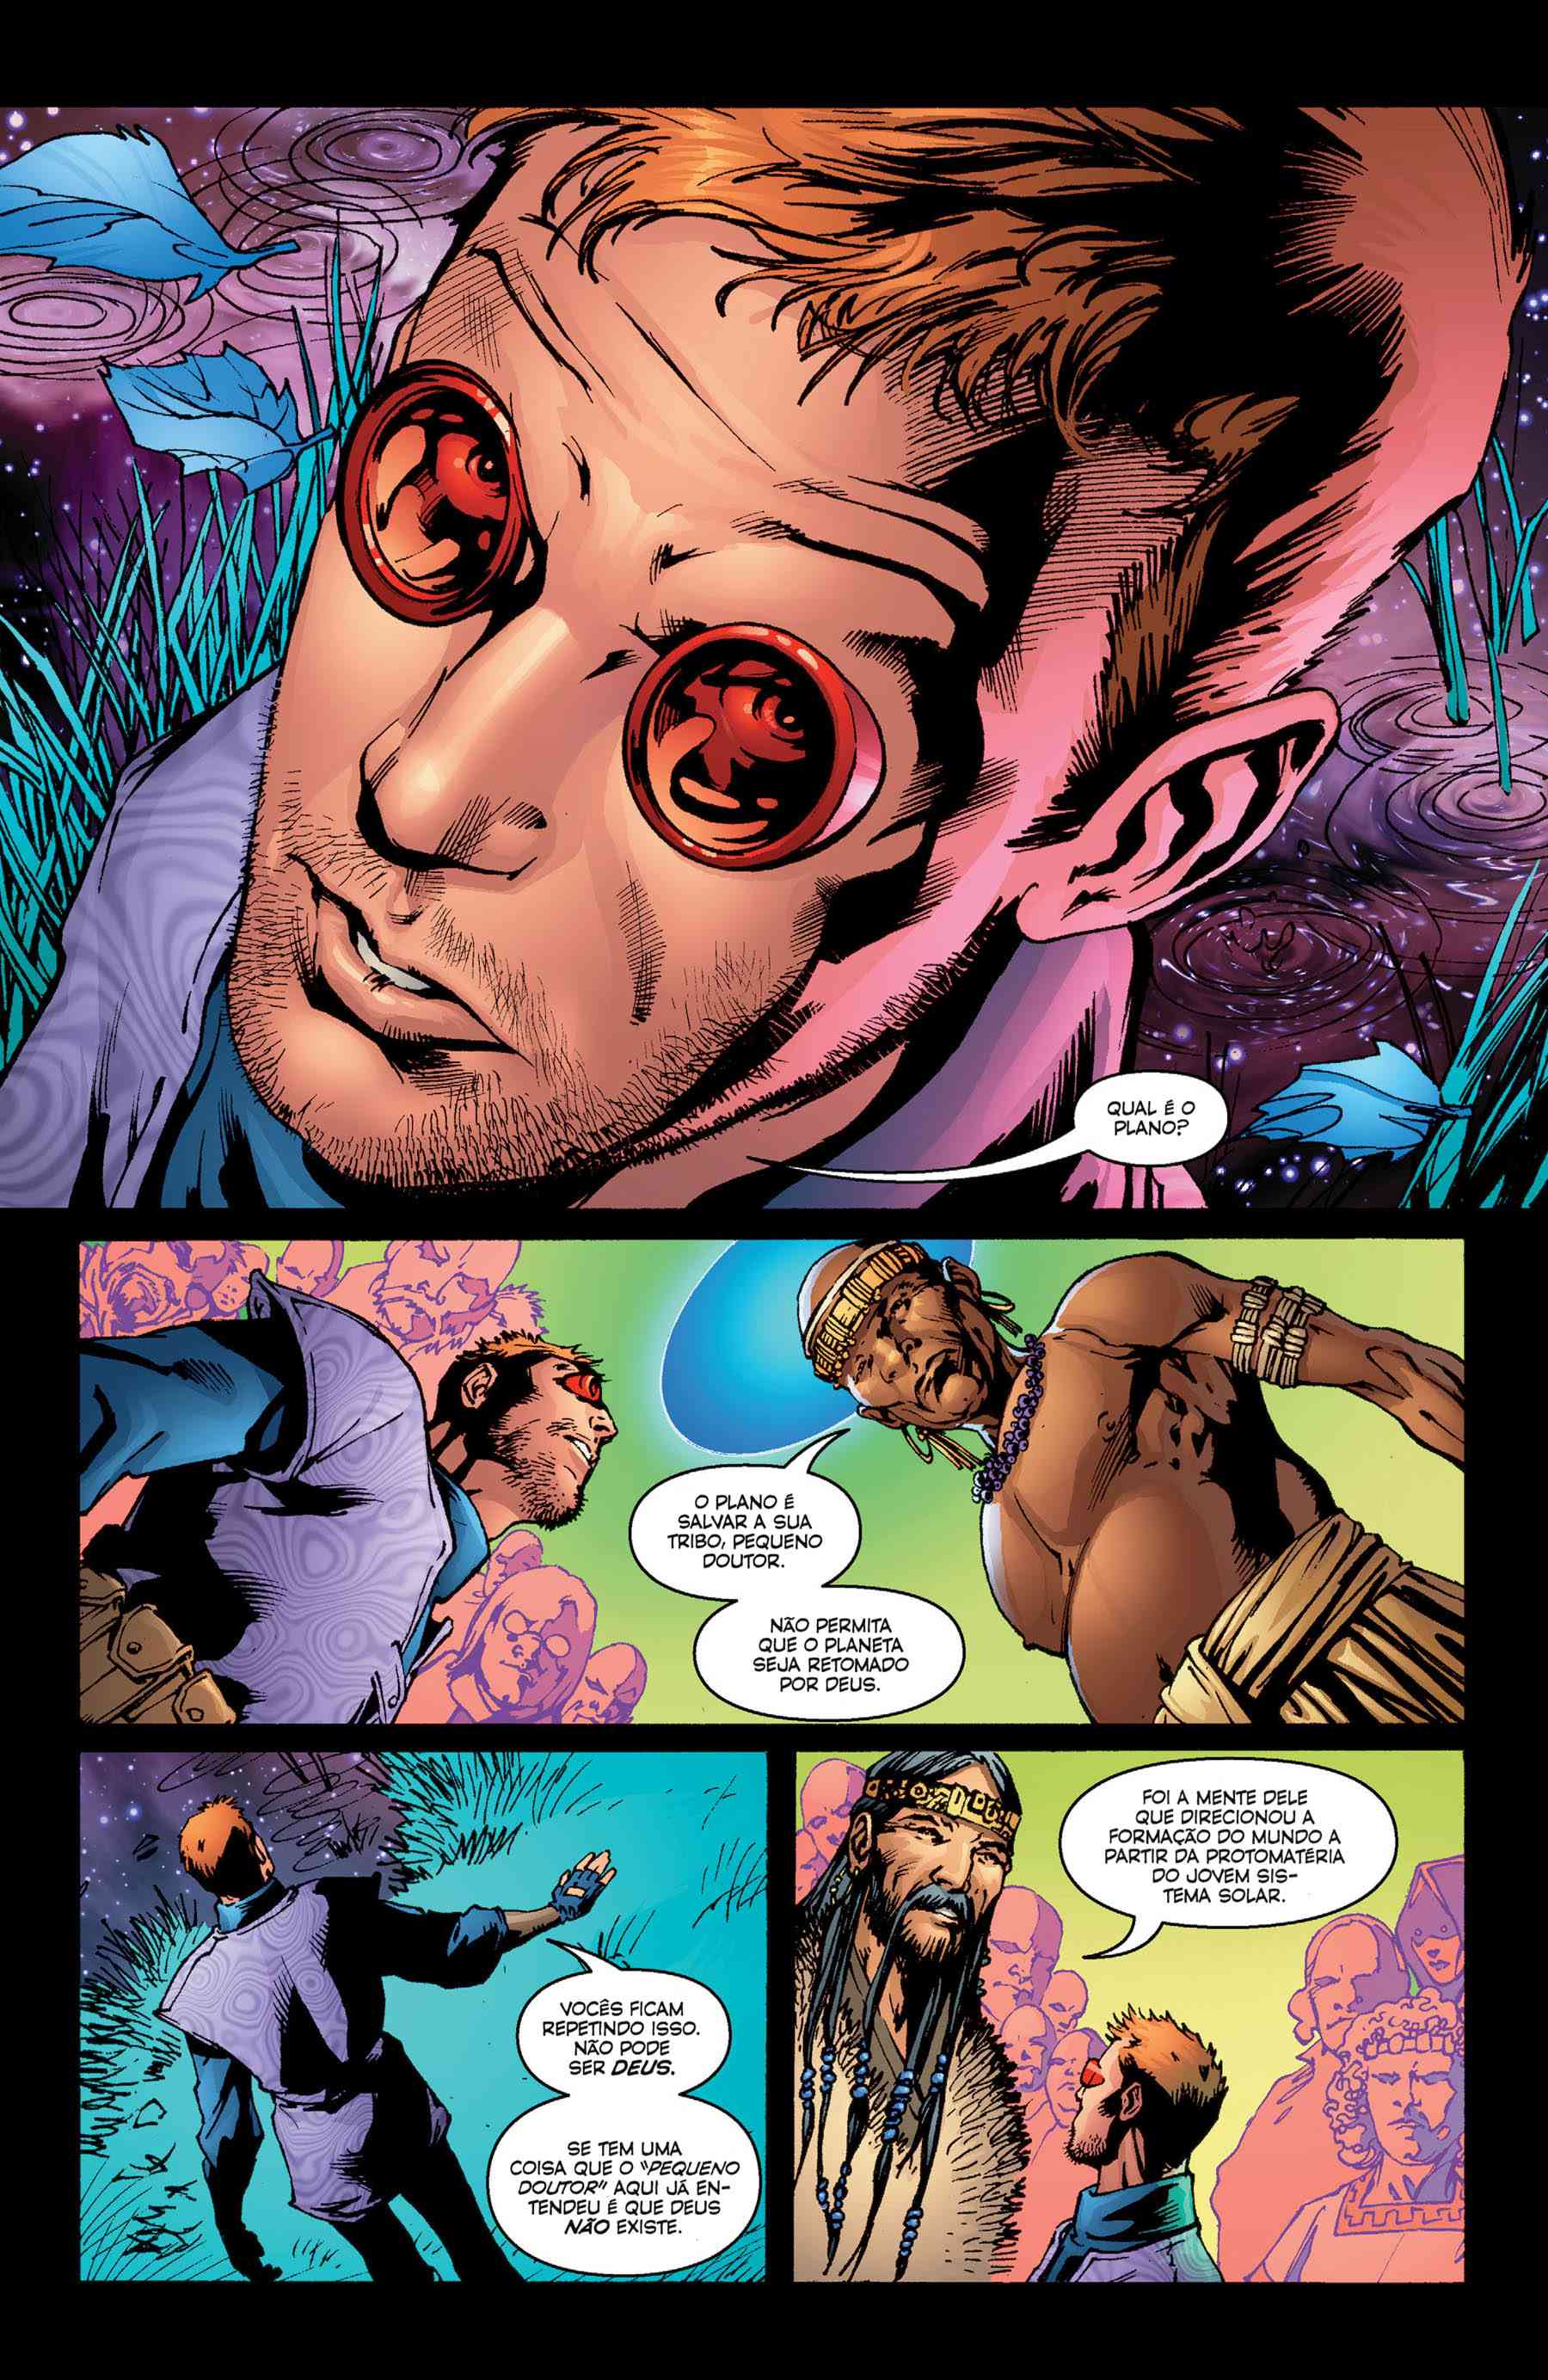 QUAL É O
PLANO?
O PLANO É
SALVAR A SUA
TRIBO, PEQUENO
DOUTOR.
NÃO PERMITA
QUE O PLANETA
SEJA RETOMADO
POR DEUS.
VOCÊS FICAM
REPETINDO ISSO.
NÃO PODE
SER DEUS.
SE TEM UMA
COISA QUE O "PEQUENO
DOUTOR" AQUI JÁ EN-
TENDEU É QUE DEUS
NÃO EXISTE.
FOI A MENTE DELE
QUE DIRECIONOU A
FORMAÇÃO DO MUNDO A
PARTIR DA PROTOMATÉRIA
DO JOVEM SIS-
TEMA SOLAR.